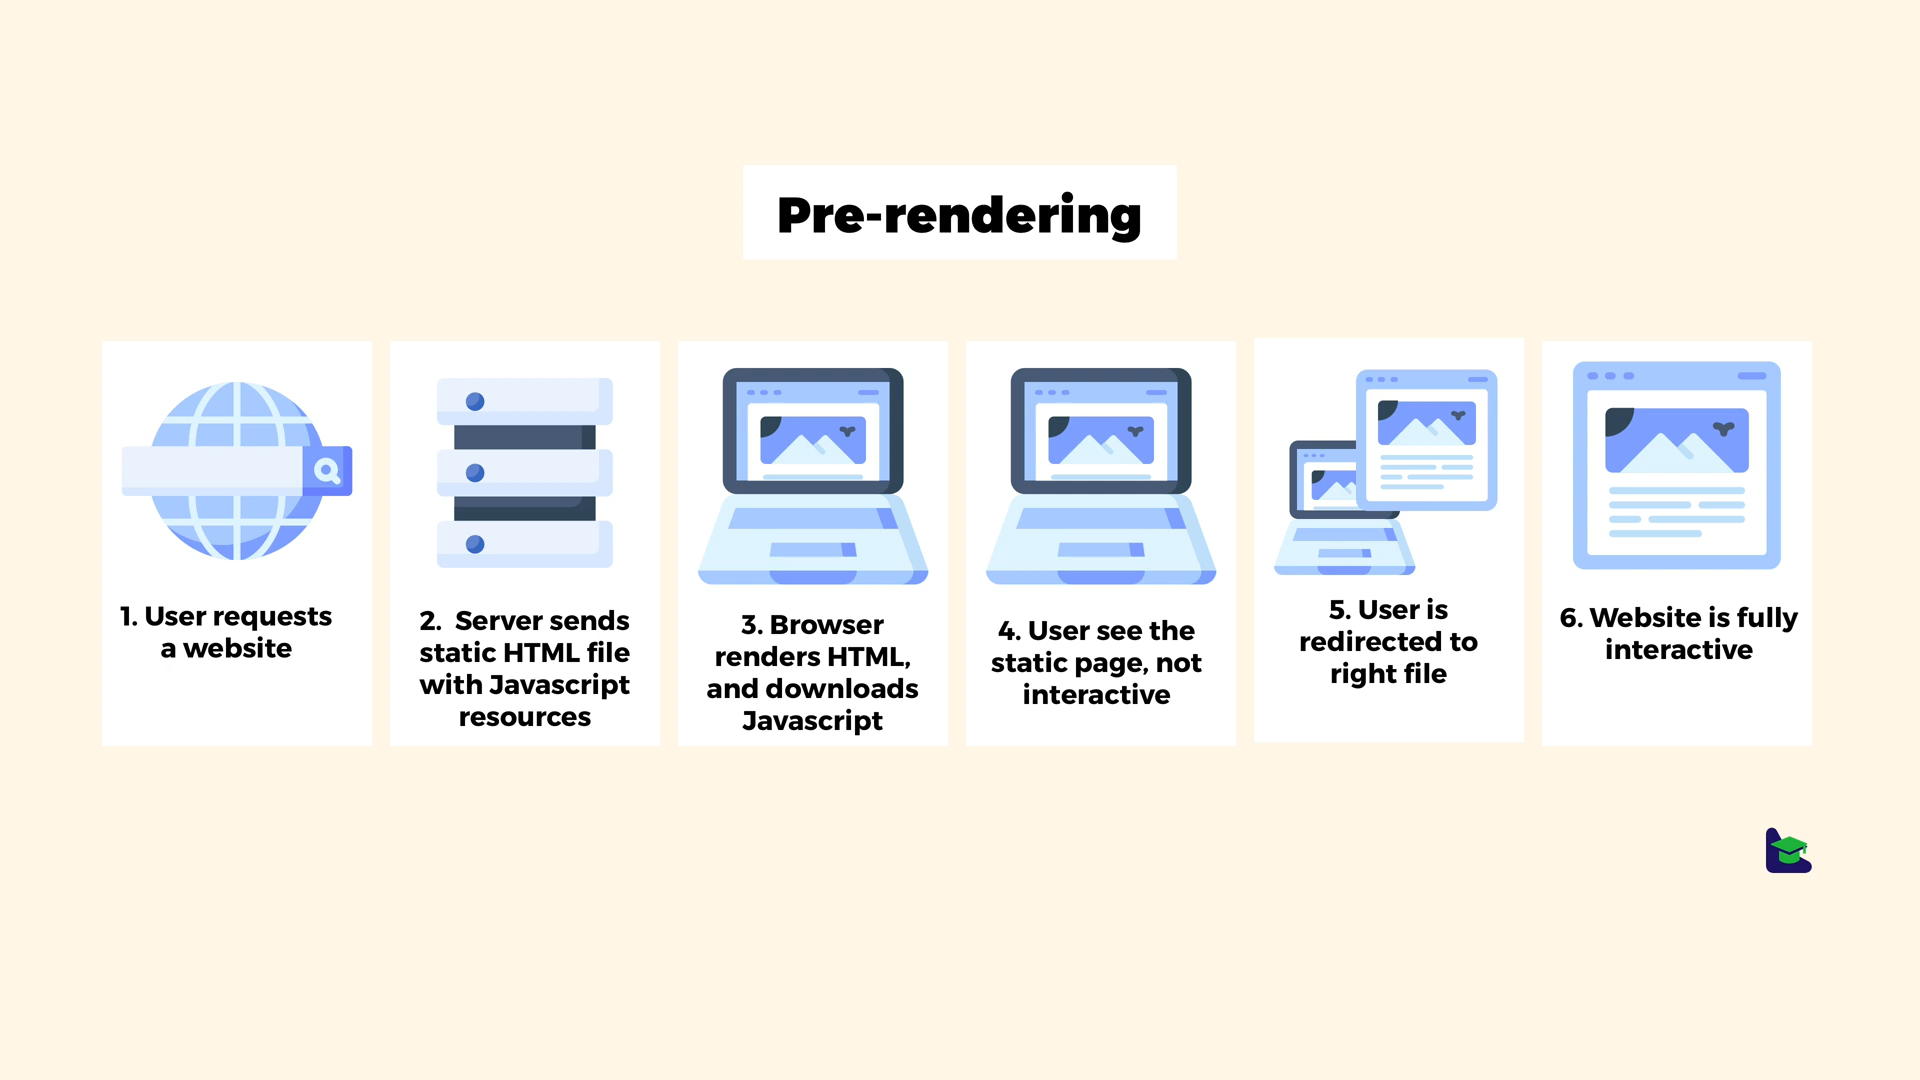 Pre-rendering
1. User requests
a website
2.  Server sends
static HTML file
with Javascript
resources
3. Browser
renders HTML,
and downloads
Javascript
4. User see the
static page, not
interactive
5. User is
redirected to
right file
6. Website is fully
interactive